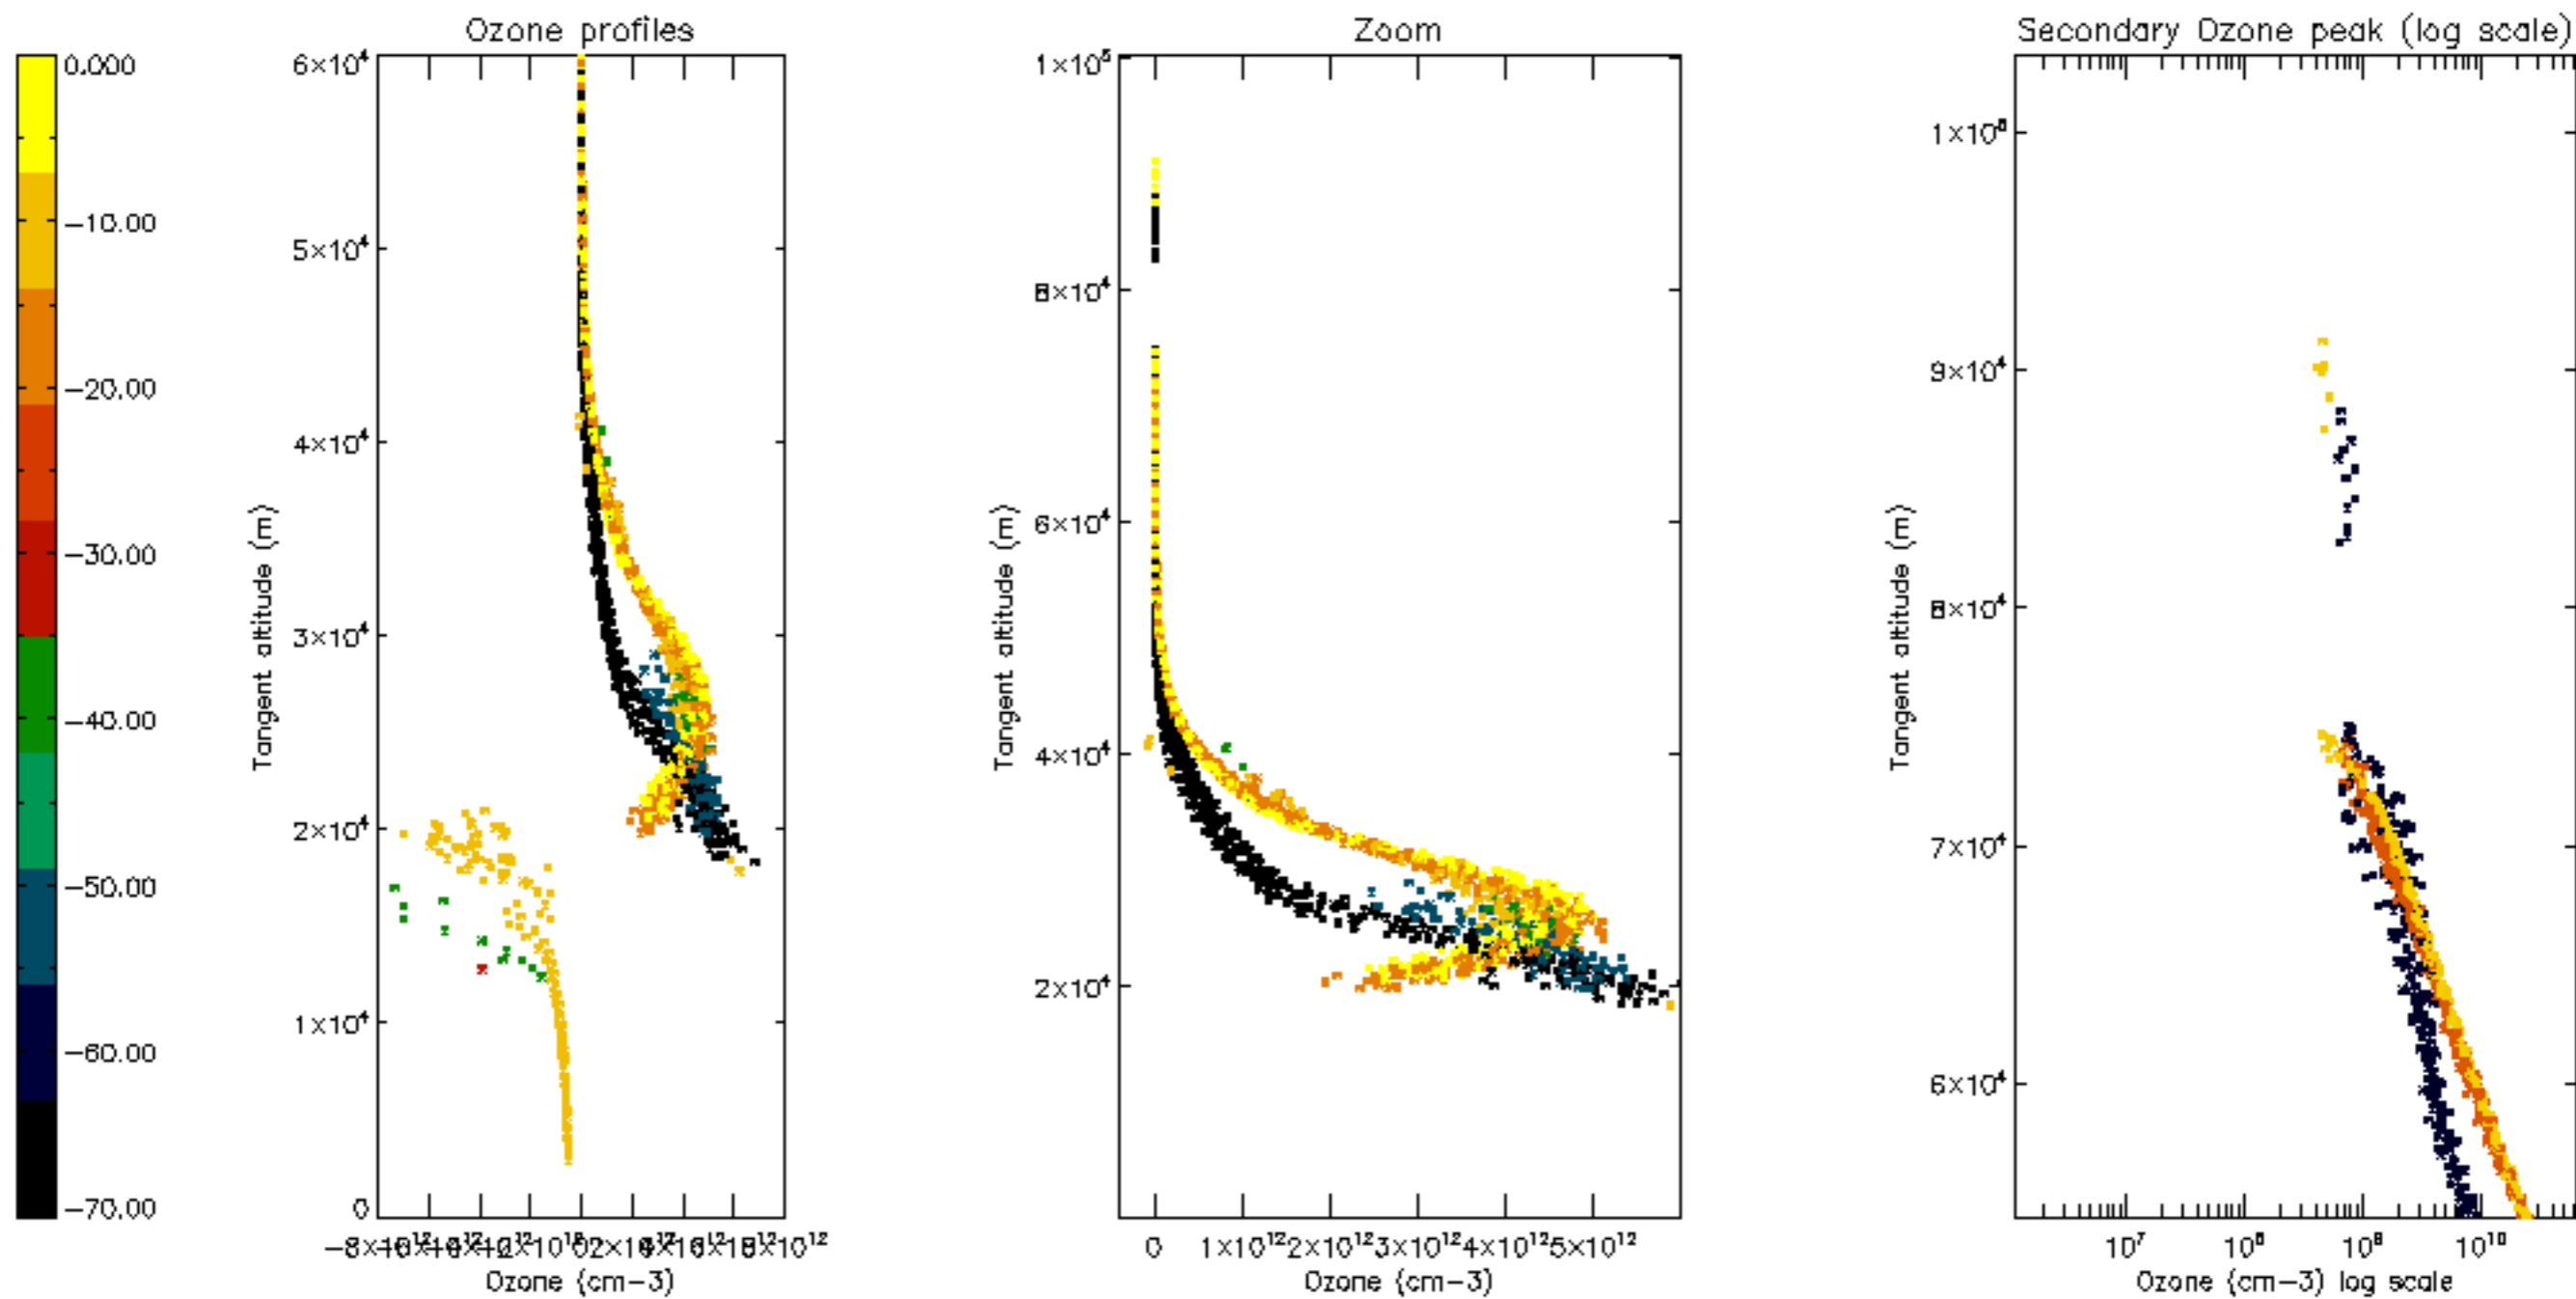 Ozone profiles
Zoom
Secondary Ozone peak (log scale)
0.000
-10.00
-20.00
-30.00
-40.00
-50.00
-60.00
-70.00
6×10⁴
5×10⁴
4×10⁴
3×10⁴
2×10⁴
1×10⁴
0
Tangent altitude (m)
Ozone (cm-3)
1×10⁵
8×10⁴
6×10⁴
4×10⁴
2×10⁴
Tangent altitude (m)
0 1×10¹² 2×10¹² 3×10¹² 4×10¹² 5×10¹²
Ozone (cm-3)
9×10⁴
8×10⁴
7×10⁴
6×10⁴
Tangent altitude (m)
10⁷ 10⁸ 10⁹ 10¹⁰
Ozone (cm-3) log scale